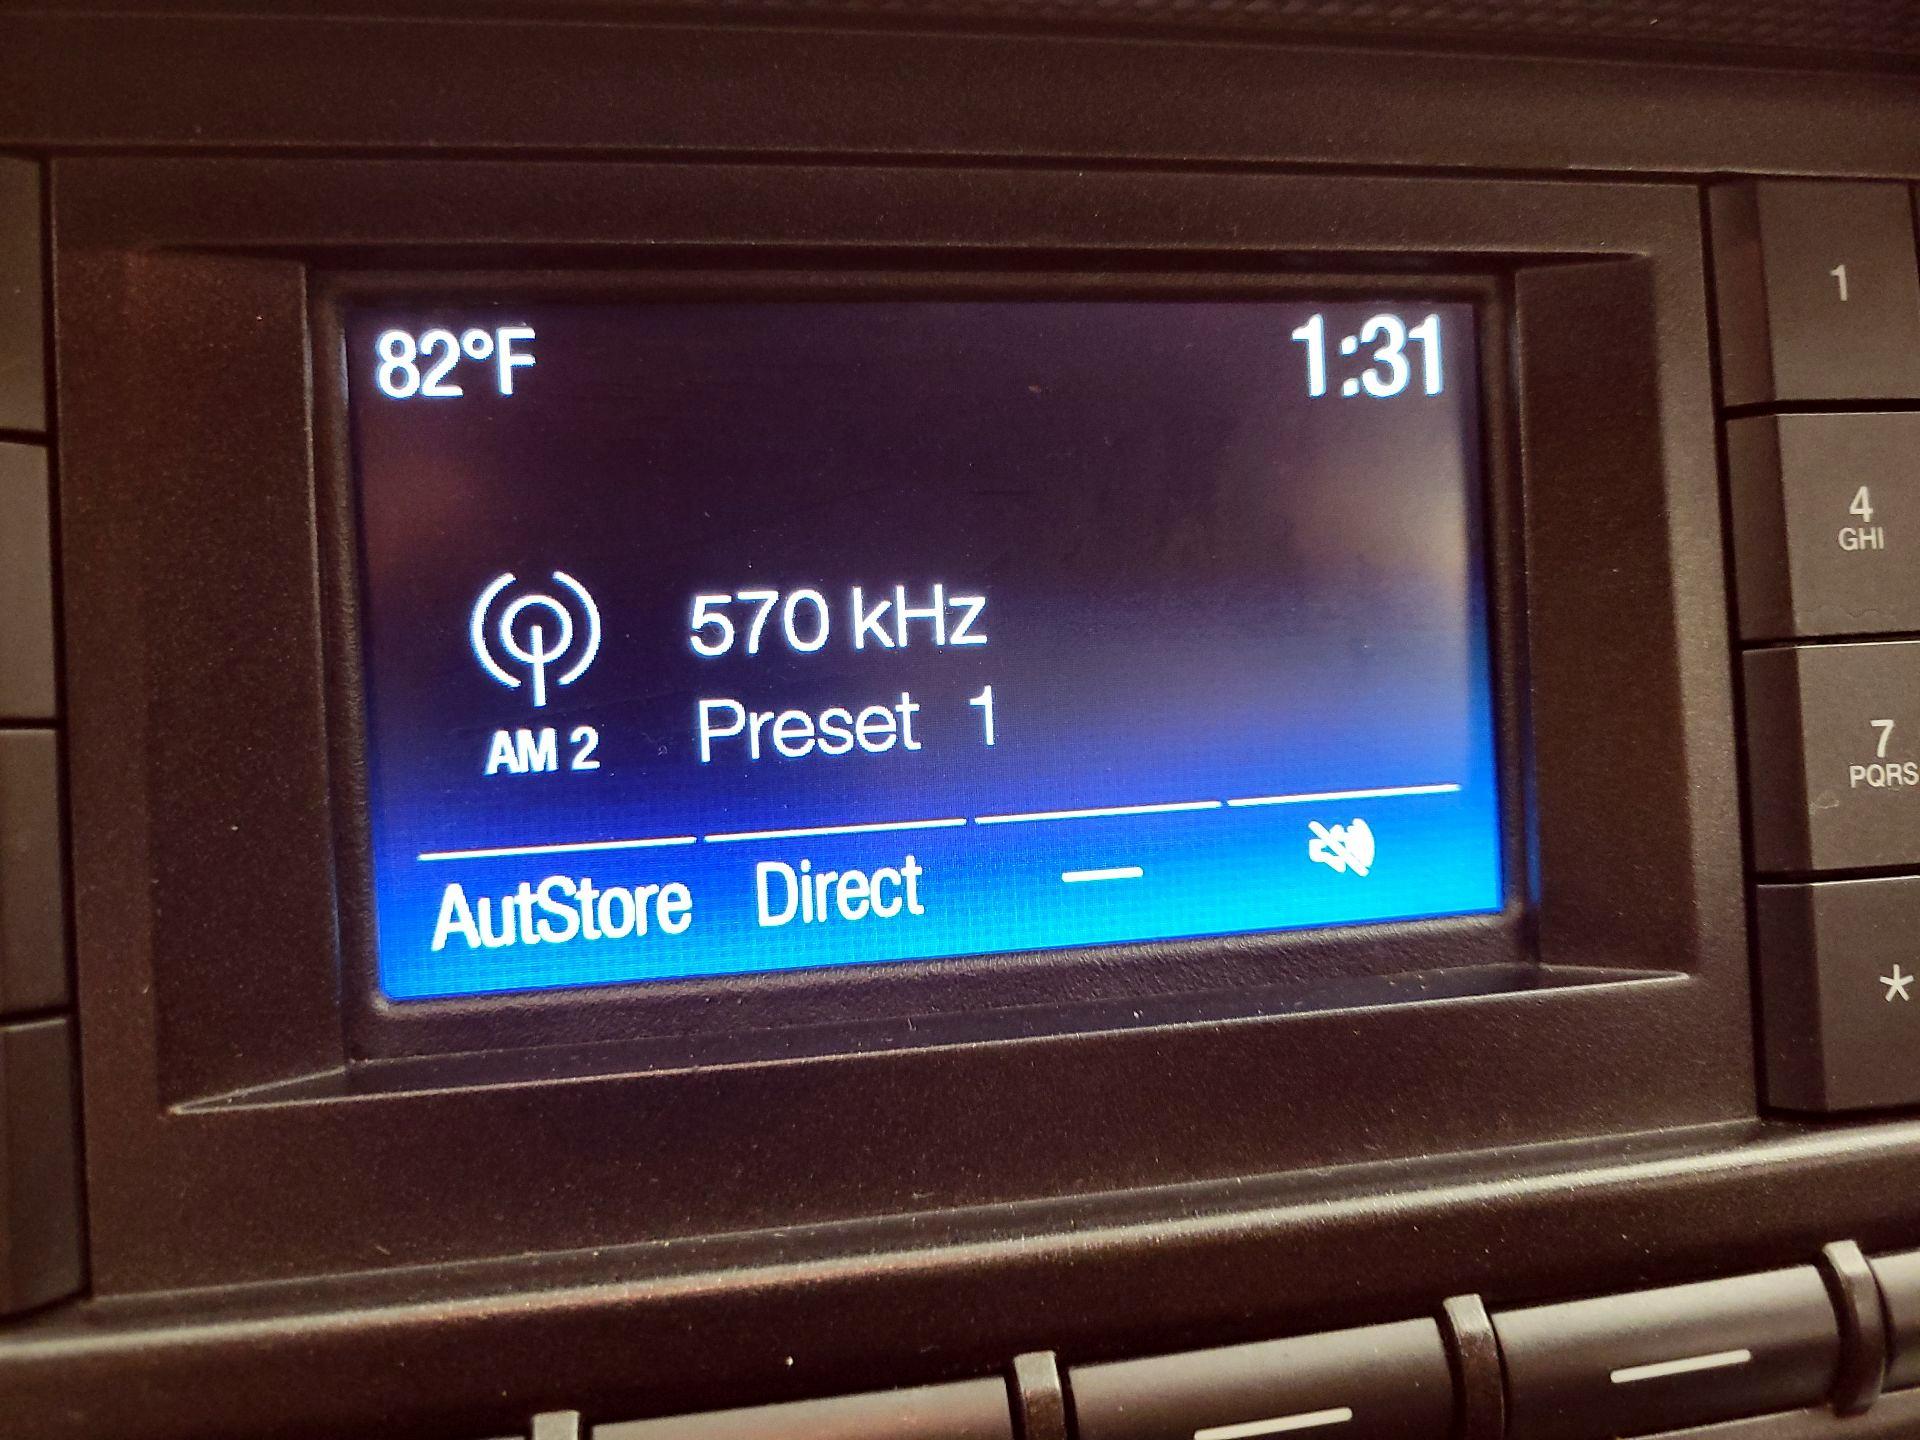 82°F
1:31
570 kHz
AM 2
Preset 1
AutStore
Direct
1
4
GHI
7
PQRS
*